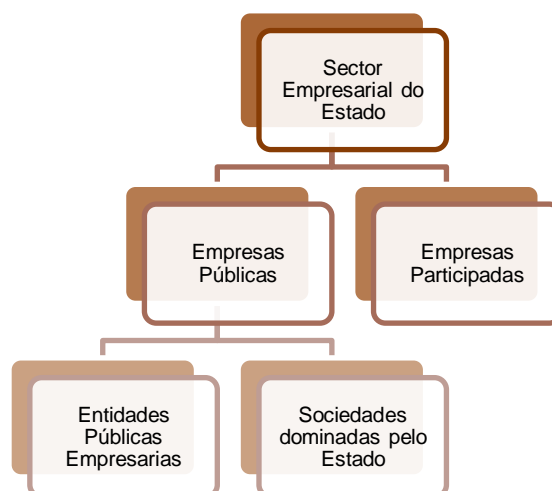 Sector
Empresarial do
Estado
Empresas
Públicas
Empresas
Participadas
Entidades
Públicas
Empresarias
Sociedades
dominadas pelo
Estado